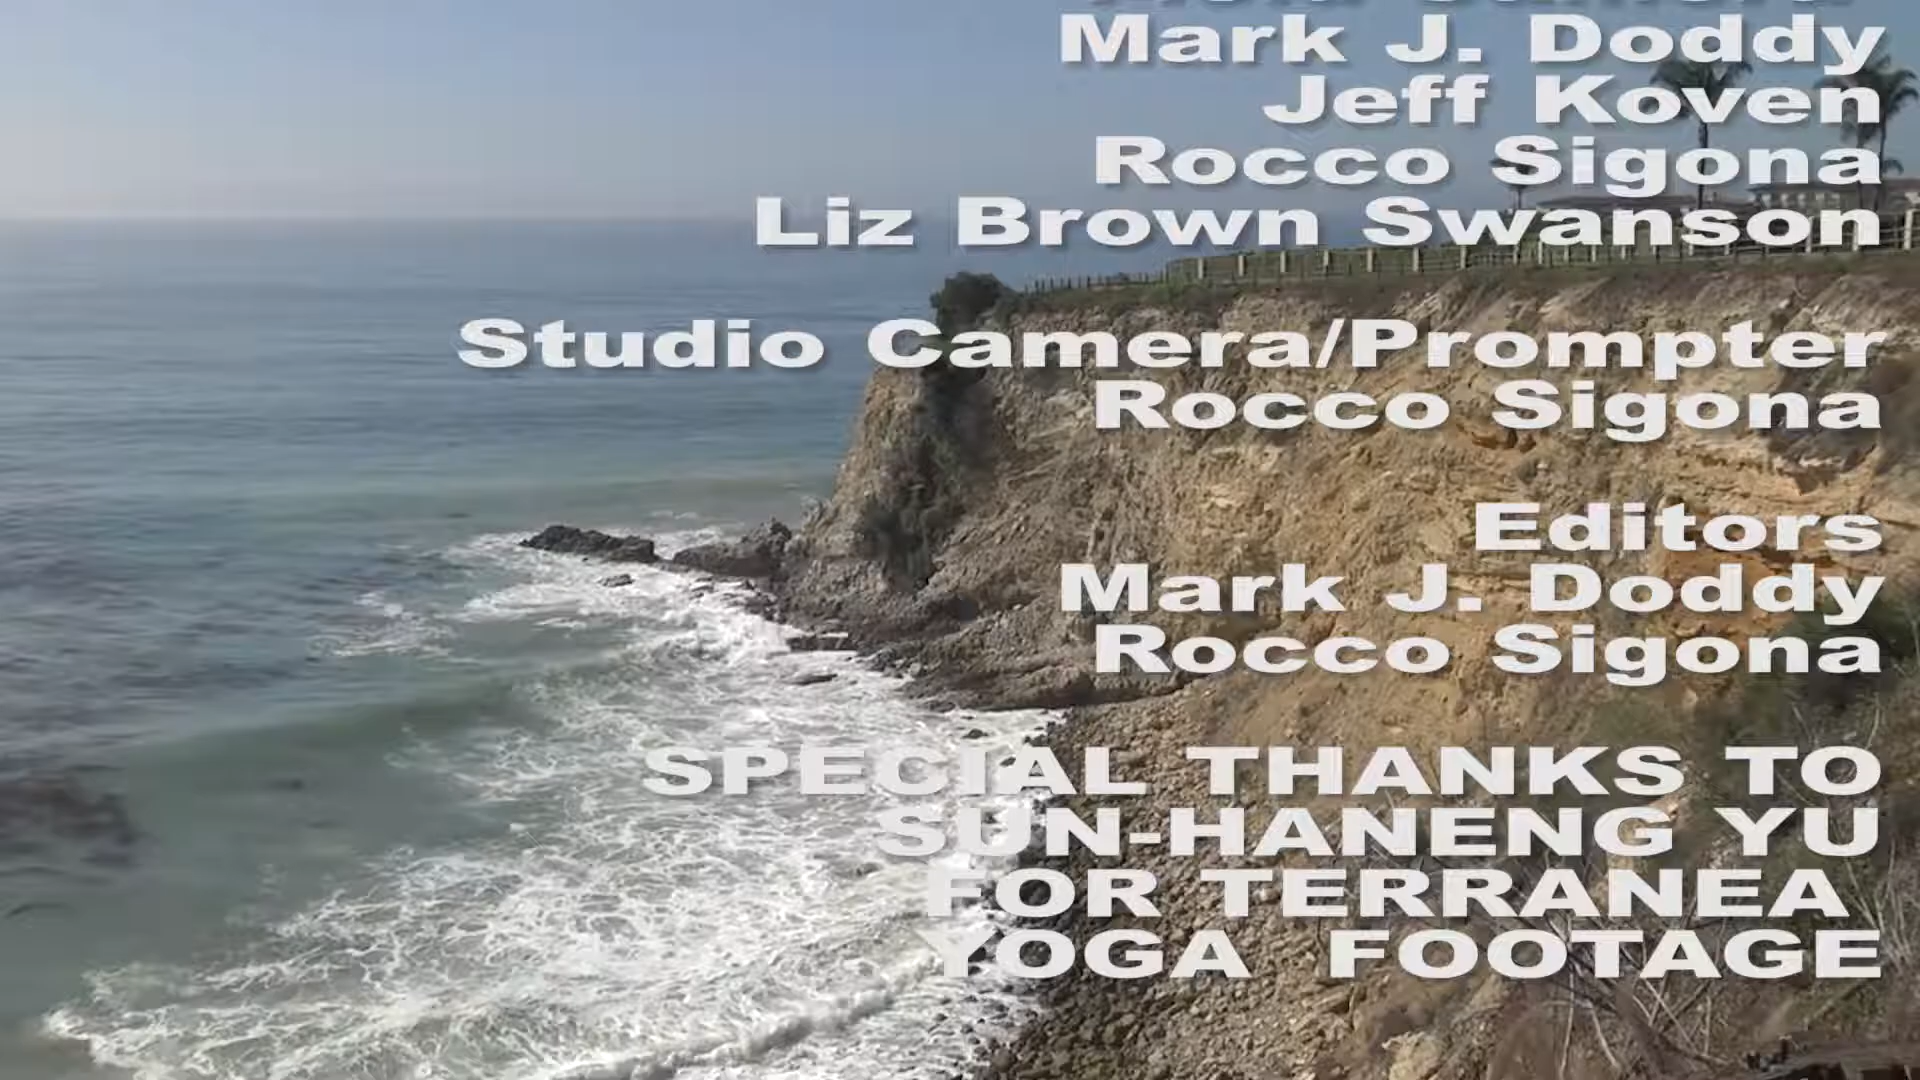 Mark J. Doddy
Jeff Koven
Rocco Sigona
Liz Brown Swanson
Studio Camera/Prompter
Rocco Sigona
Editors
Mark J. Doddy
Rocco Sigona
SPECIAL THANKS TO
SUN-HANENG YU
FOR TERRANEA
YOGA FOOTAGE